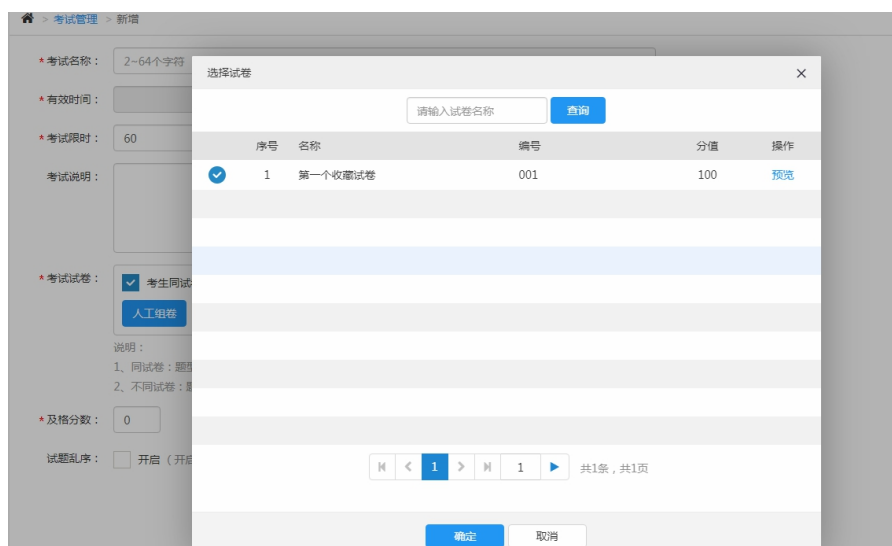 > 考试管理 > 新增
*考试名称： 2~64个字符
选择试卷 ×
*有效时间：
请输入试卷名称 查询
*考试限时： 60
序号 名称 编号 分值 操作
考试说明：
1 第一个收藏试卷 001 100 预览
*考试试卷： 考生同试
人工组卷
说明：
1、同试卷：题型
2、不同试卷：
*及格分数： 0
试题乱序： 开启（开启
1 1 共1条，共1页
确定 取消